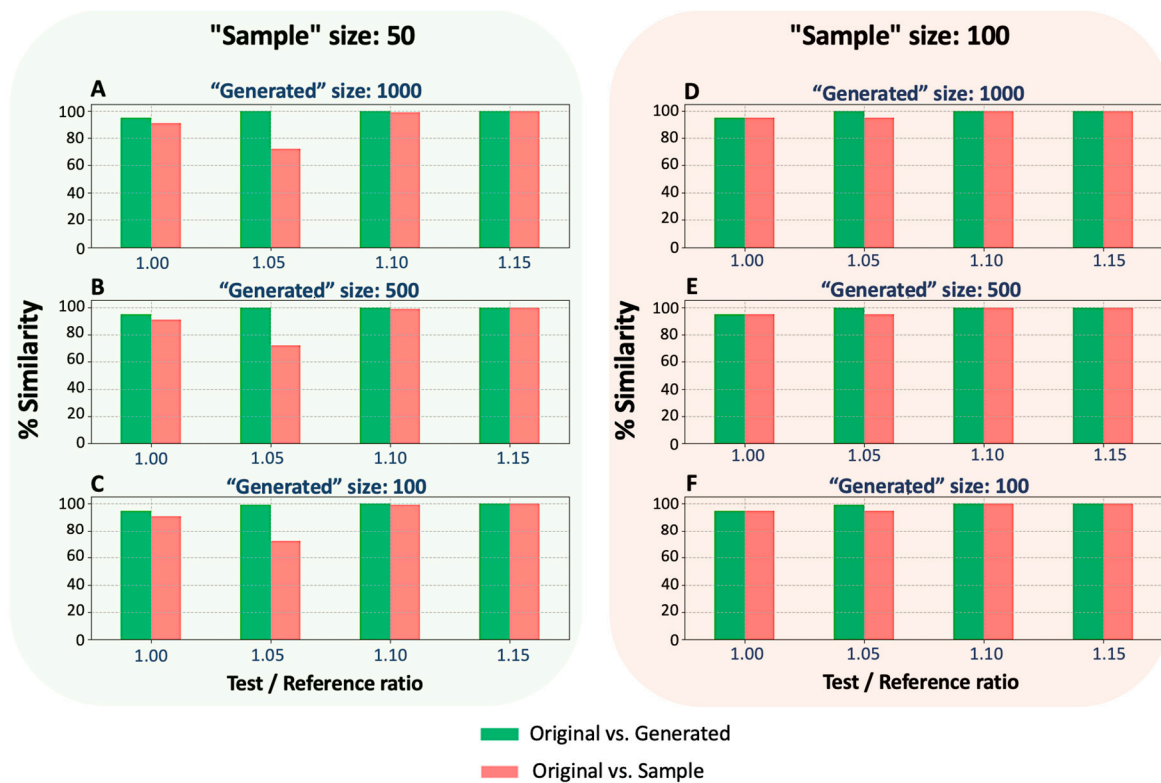 "Sample" size: 50
A
“Generated” size: 1000
100
80
60
40
20
0
1.00 1.05 1.10 1.15
B
“Generated” size: 500
100
80
60
40
20
0
1.00 1.05 1.10 1.15
C
“Generated” size: 100
100
80
60
40
20
0
1.00 1.05 1.10 1.15
% Similarity
Test / Reference ratio
"Sample" size: 100
D
“Generated” size: 1000
100
80
60
40
20
0
1.00 1.05 1.10 1.15
E
“Generated” size: 500
100
80
60
40
20
0
1.00 1.05 1.10 1.15
F
“Generated” size: 100
100
80
60
40
20
0
1.00 1.05 1.10 1.15
% Similarity
Test / Reference ratio
Original vs. Generated
Original vs. Sample